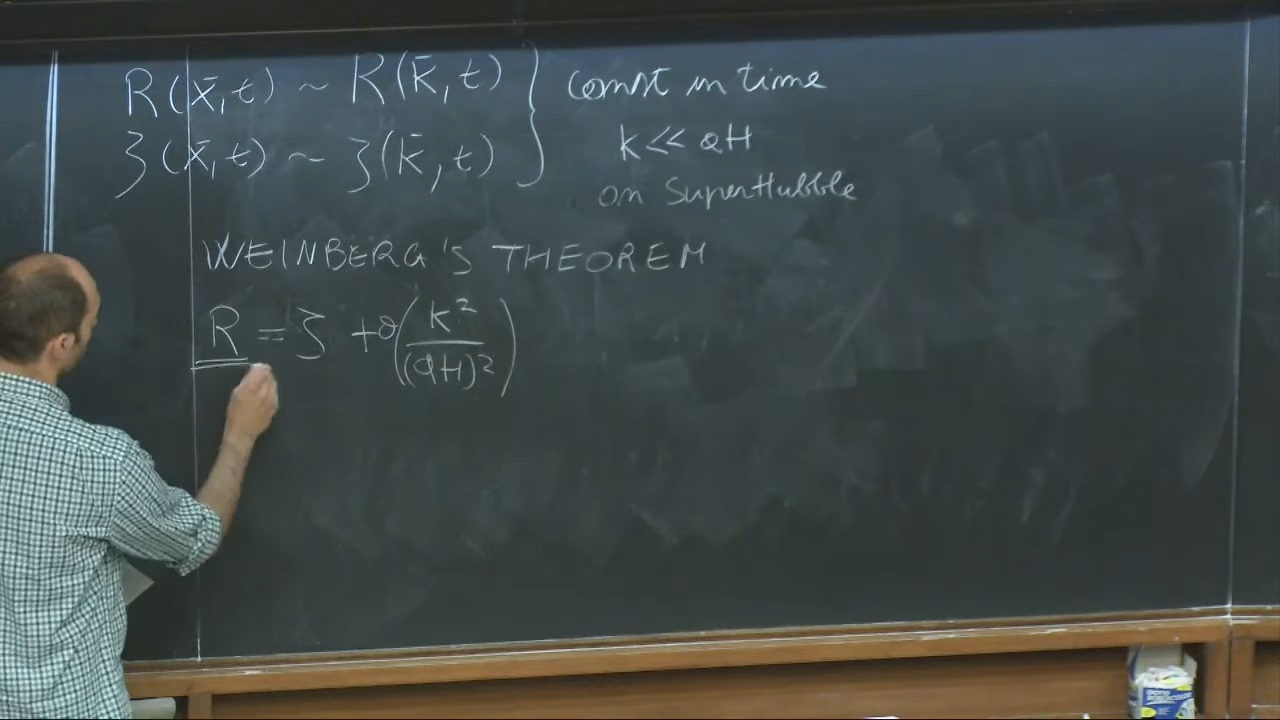 R(x̄,t) ~ R(k̄,t) } const in time
ζ(x̄,t) ~ ζ(k̄,t) k << aH
on SuperHubble
WEINBERG'S THEOREM
R = ζ + O(k²/(aH)²)